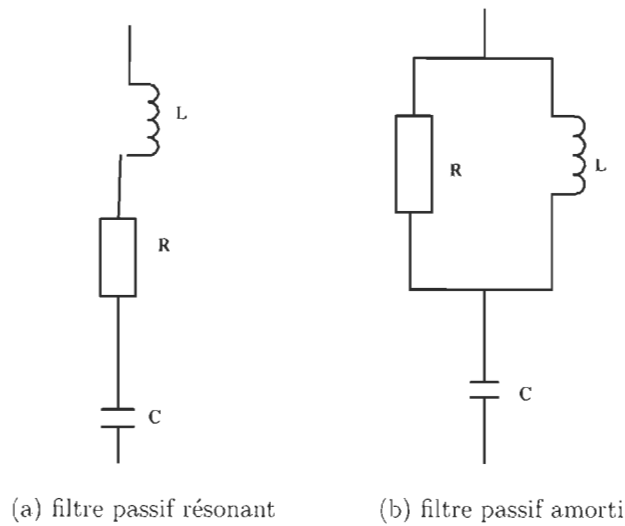 L
R
C
R
L
C
(a) filtre passif résonant
(b) filtre passif amorti